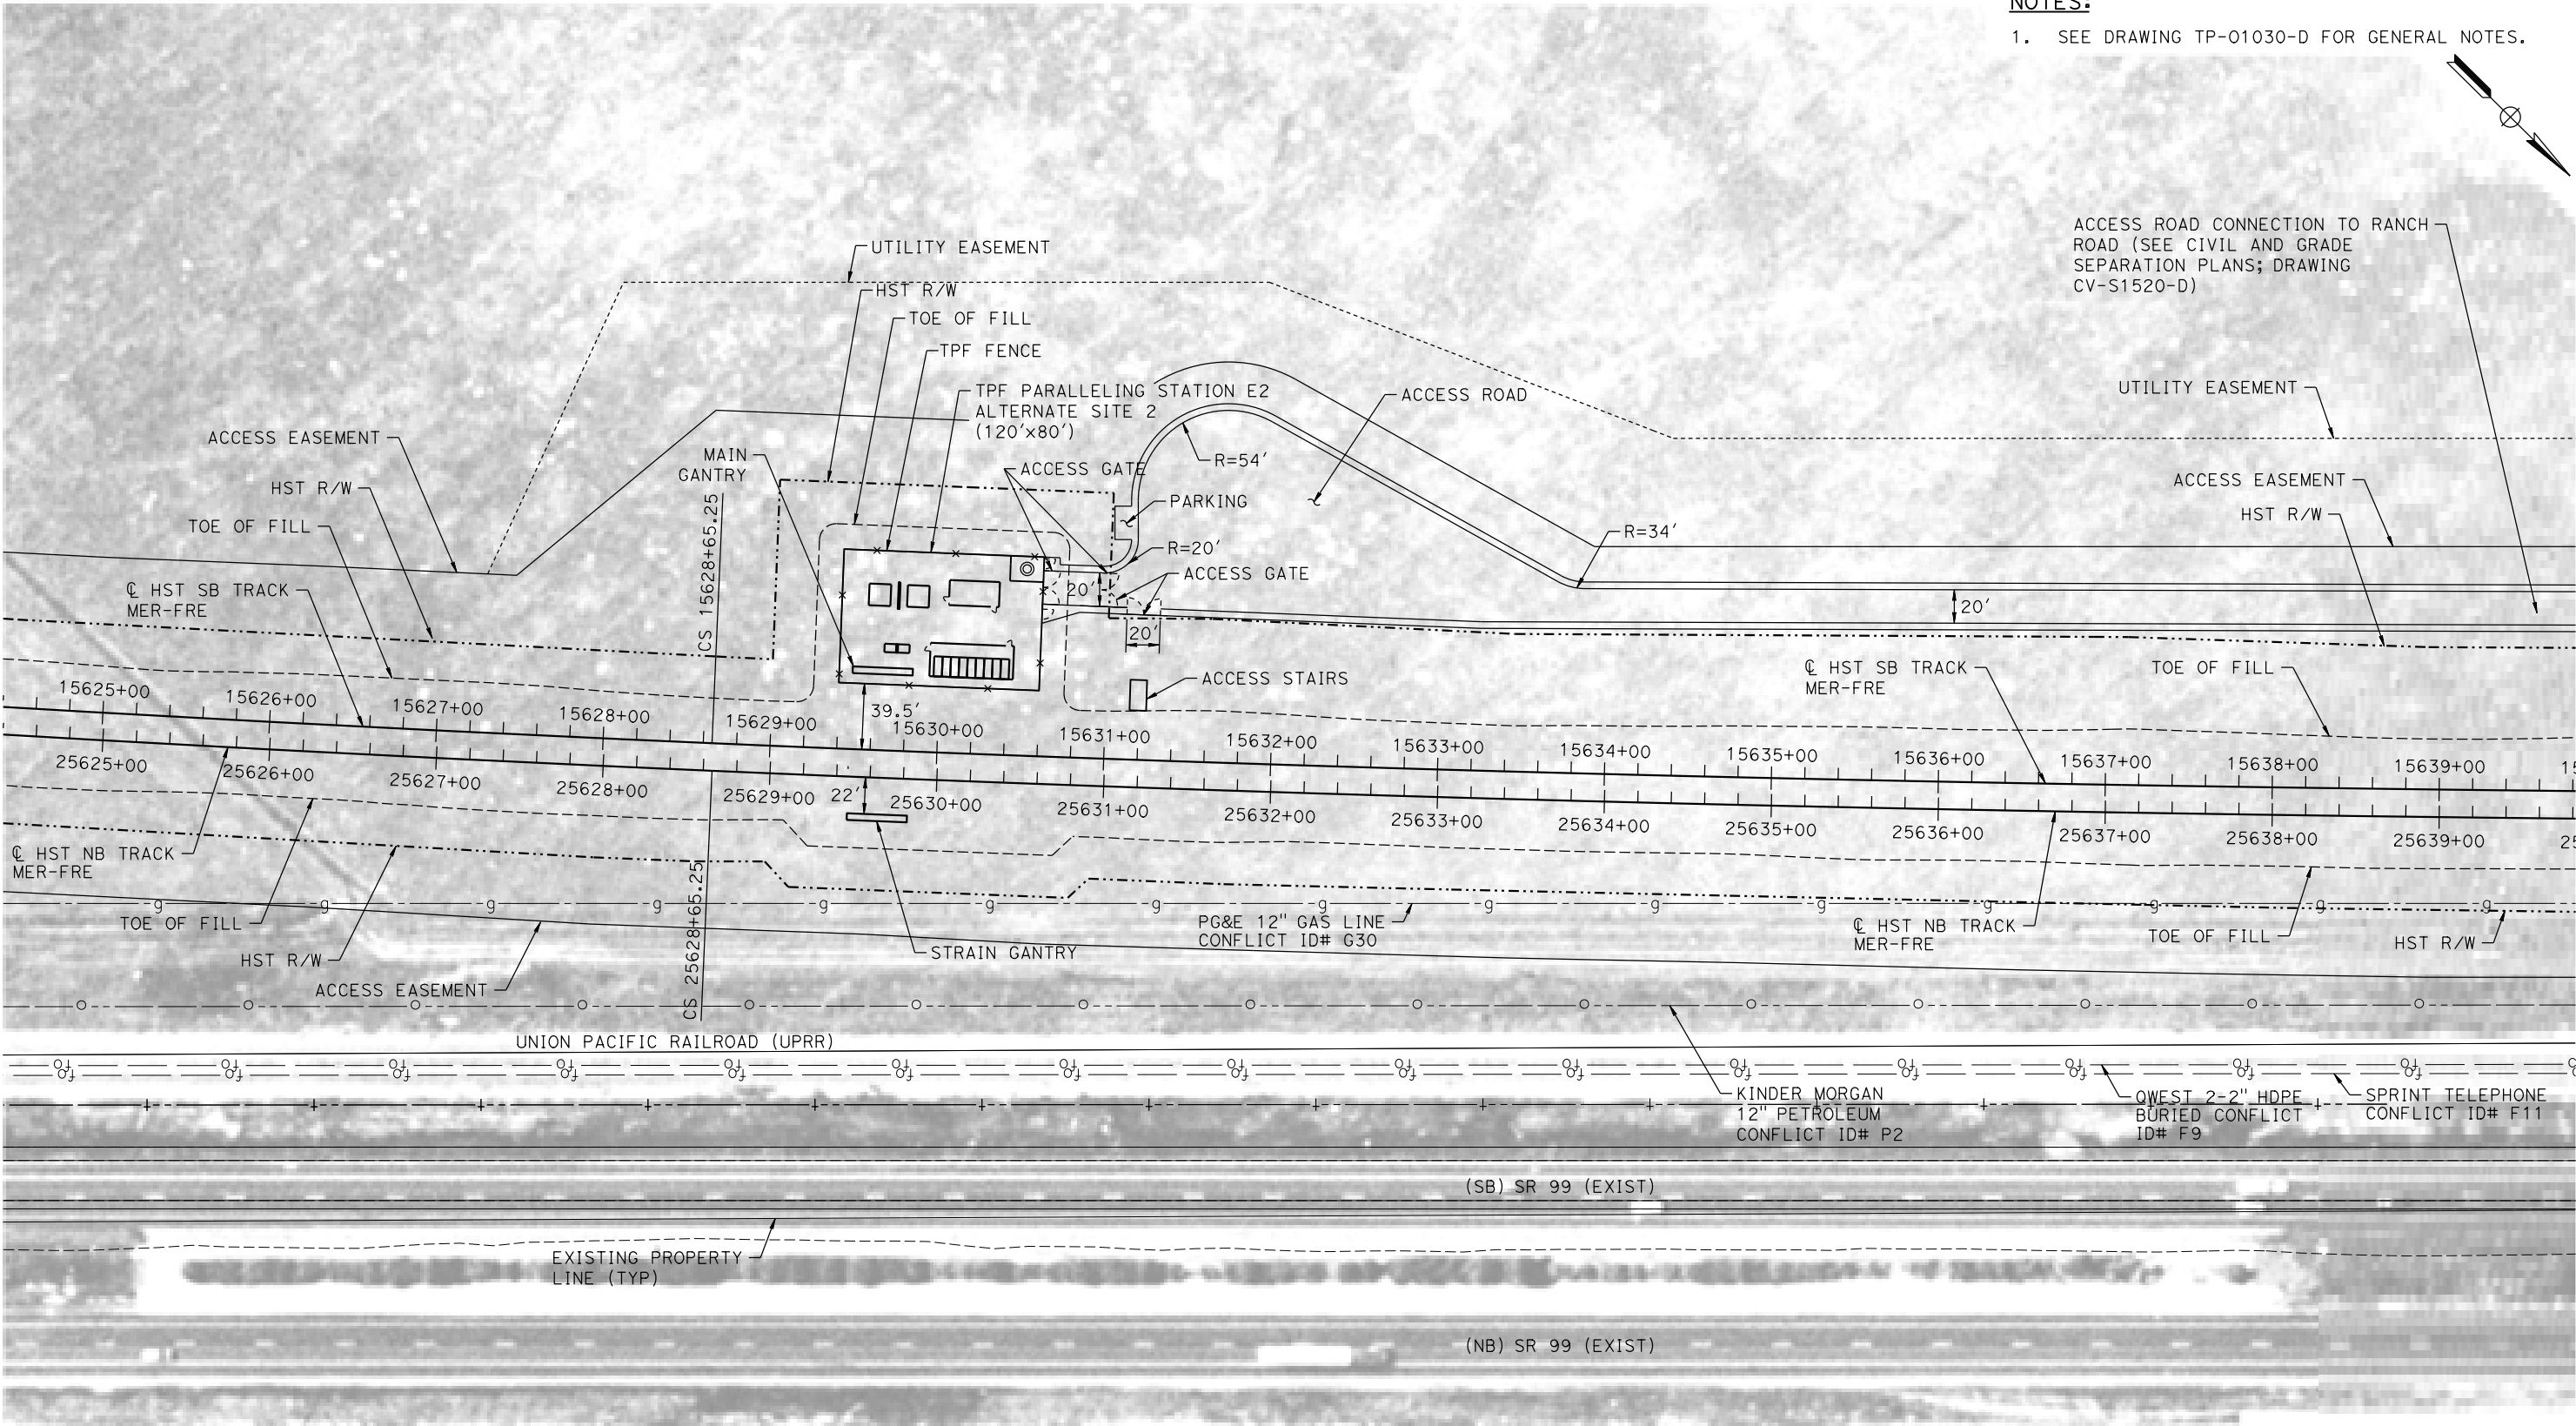 NOTES:
1. SEE DRAWING TP-01030-D FOR GENERAL NOTES.
ACCESS ROAD CONNECTION TO RANCH
ROAD (SEE CIVIL AND GRADE
SEPARATION PLANS; DRAWING
CV-S1520-D)
UTILITY EASEMENT
HST R/W
TOE OF FILL
TPF FENCE
TPF PARALLELING STATION E2
ALTERNATE SITE 2
(120'x80')
ACCESS ROAD
UTILITY EASEMENT
ACCESS EASEMENT
MAIN
GANTRY
ACCESS GATE
R=54'
PARKING
HST R/W
ACCESS EASEMENT
HST R/W
TOE OF FILL
R=34'
R=20'
ACCESS GATE
CS 15628+65.25
℄ HST SB TRACK
MER-FRE
20'
20'
20'
ACCESS STAIRS
℄ HST SB TRACK
MER-FRE
TOE OF FILL
39.5'
15625+00
15626+00
15627+00
15628+00
15629+00
15630+00
15631+00
15632+00
15633+00
15634+00
15635+00
15636+00
15637+00
15638+00
15639+00
15
25625+00
25626+00
25627+00
25628+00
25629+00
22'
25630+00
25631+00
25632+00
25633+00
25634+00
25635+00
25636+00
25637+00
25638+00
25639+00
25
℄ HST NB TRACK
MER-FRE
CS 25628+65.25
TOE OF FILL
HST R/W
ACCESS EASEMENT
STRAIN GANTRY
g g g g g g g g g g g g g g g
PG&E 12" GAS LINE
CONFLICT ID# G30
℄ HST NB TRACK
MER-FRE
TOE OF FILL
HST R/W
UNION PACIFIC RAILROAD (UPRR)
KINDER MORGAN
12" PETROLEUM
CONFLICT ID# P2
QWEST 2-2" HDPE
BURIED CONFLICT
ID# F9
SPRINT TELEPHONE
CONFLICT ID# F11
(SB) SR 99 (EXIST)
EXISTING PROPERTY
LINE (TYP)
(NB) SR 99 (EXIST)